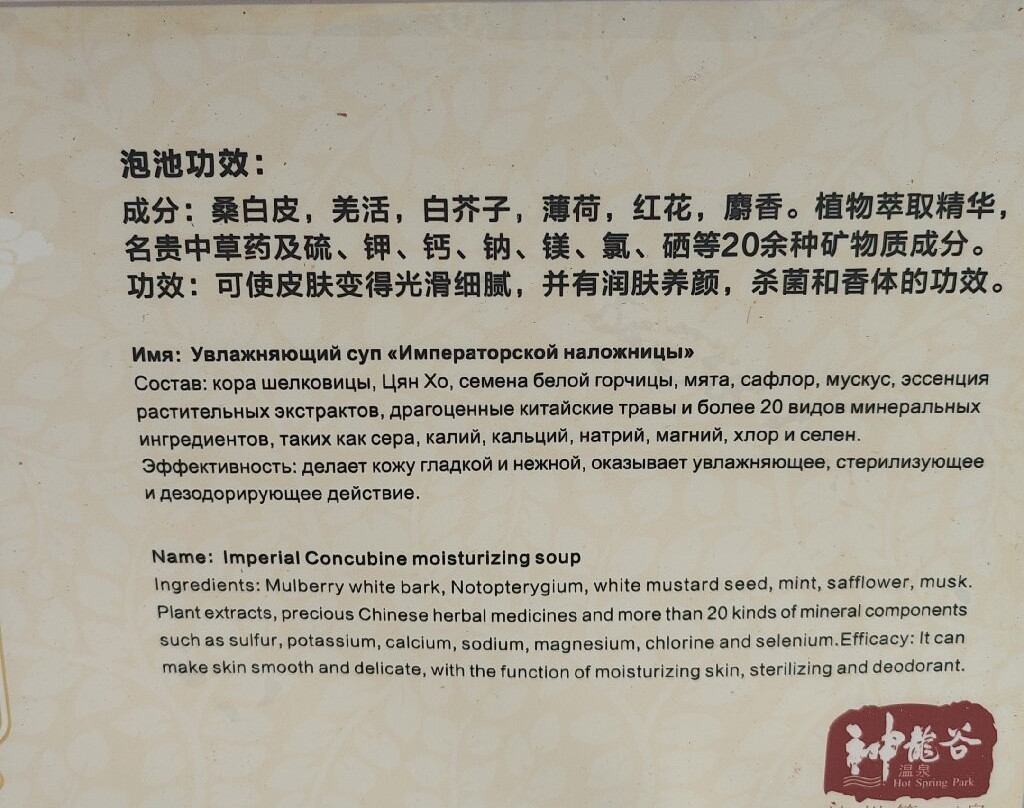 泡池功效：
成分：桑白皮，羌活，白芥子，薄荷，红花，麝香。植物萃取精华，
名贵中草药及硫、钾、钙、钠、镁、氯、硒等20余种矿物质成分。
功效：可使皮肤变得光滑细腻，并有润肤养颜，杀菌和香体的功效。
Имя: Увлажняющий суп «Императорской наложницы»
Состав: кора шелковицы, Цян Хо, семена белой горчицы, мята, сафлор, мускус, эссенция
растительных экстрактов, драгоценные китайские травы и более 20 видов минеральных
ингредиентов, таких как сера, калий, кальций, натрий, магний, хлор и селен.
Эффективность: делает кожу гладкой и нежной, оказывает увлажняющее, стерилизующее
и дезодорирующее действие.
Name: Imperial Concubine moisturizing soup
Ingredients: Mulberry white bark, Notopterygium, white mustard seed, mint, safflower, musk.
Plant extracts, precious Chinese herbal medicines and more than 20 kinds of mineral components
such as sulfur, potassium, calcium, sodium, magnesium, chlorine and selenium.Efficacy: It can
make skin smooth and delicate, with the function of moisturizing skin, sterilizing and deodorant.
神龍谷
温泉
Hot Spring Park